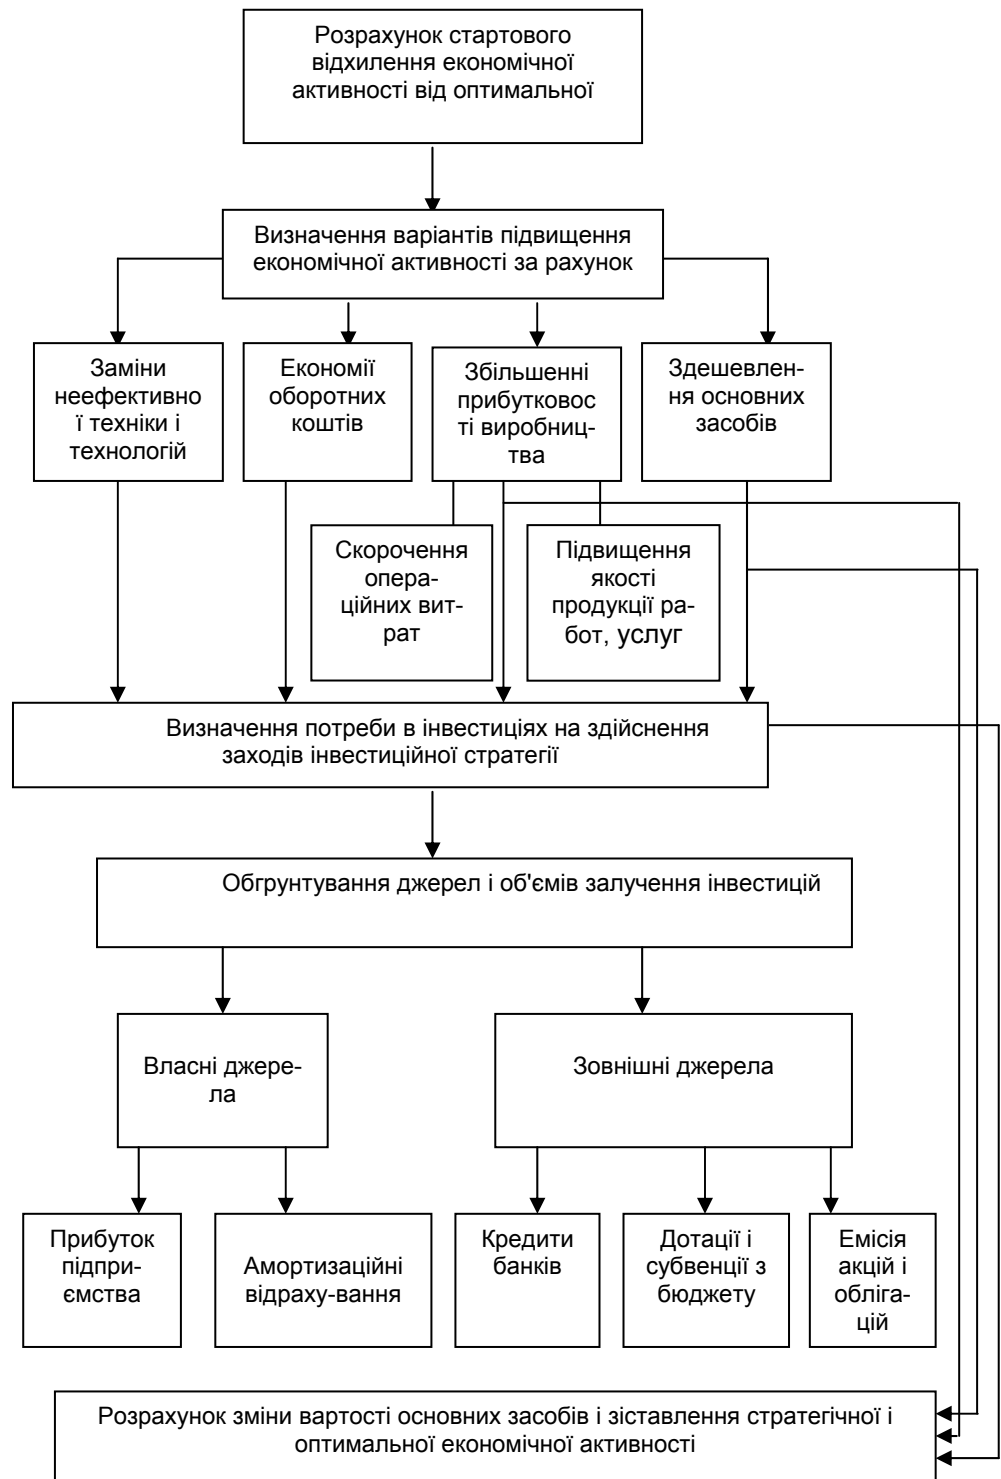 Розрахунок стартового
відхилення економічної
активності від оптимальної
Визначення варіантів підвищення
економічної активності за рахунок
Заміни
неефективно
ї техніки і
технологій
Економії
оборотних
коштів
Збільшенні
прибутковос
ті виробниц-
тва
Здешевлен-
ня основних
засобів
Скорочення
опера-
ційних вит-
рат
Підвищення
якості
продукції ра-
бот, услуг
Визначення потреби в інвестиціях на здійснення
заходів інвестиційної стратегії
Обгрунтування джерел і об'ємів залучення інвестицій
Власні джере-
ла
Зовнішні джерела
Прибуток
підпри-
ємства
Амортизаційні
відраху-вання
Кредити
банків
Дотації і
субвенції з
бюджету
Емісія
акцій і
обліга-
цій
Розрахунок зміни вартості основних засобів і зіставлення стратегічної і
оптимальної економічної активності